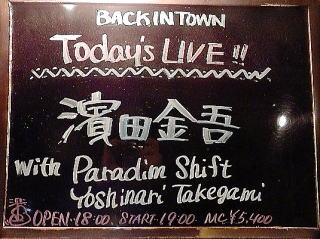 BACK IN TOWN
Today's LIVE!!
濱田金吾
with Paradim Shift
Yoshinari Takegami
OPEN 18:00 START 19:00 MC ¥5,400